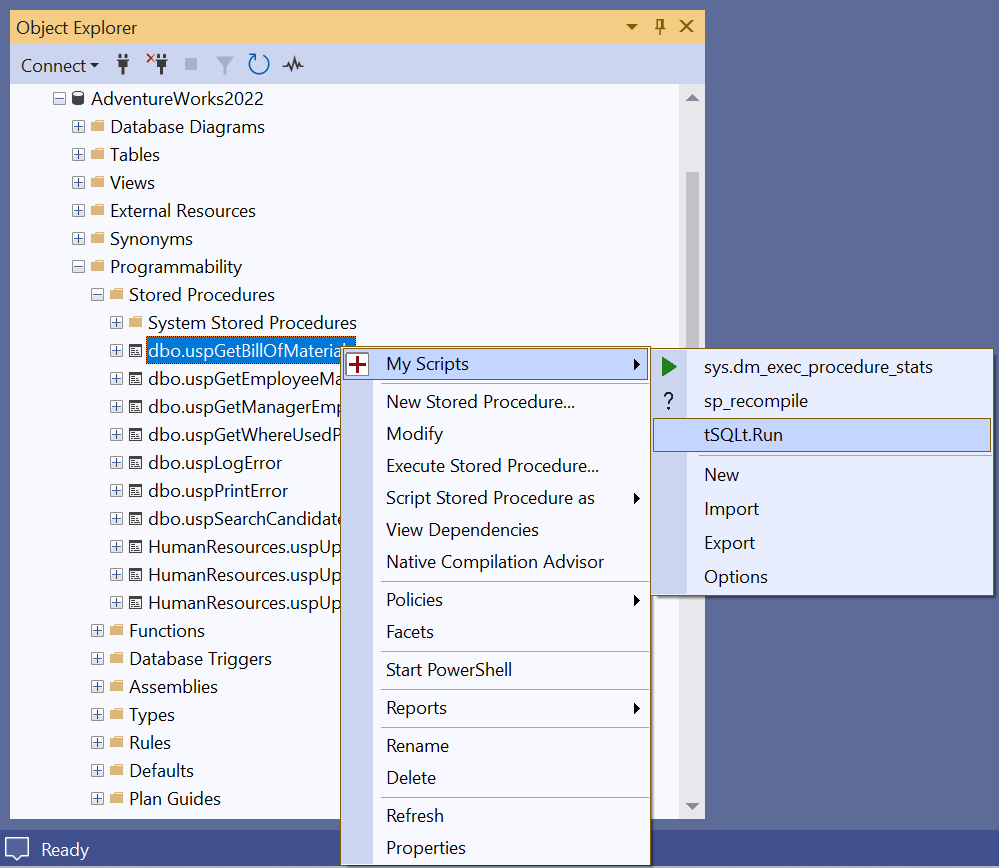 Object Explorer
Connect
AdventureWorks2022
Database Diagrams
Tables
Views
External Resources
Synonyms
Programmability
Stored Procedures
System Stored Procedures
dbo.uspGetBillOfMateria
dbo.uspGetEmployeeMa
dbo.uspGetManagerEmp
dbo.uspGetWhereUsedP
dbo.uspLogError
dbo.uspPrintError
dbo.uspSearchCandidate
HumanResources.uspUp
HumanResources.uspUp
HumanResources.uspUp
Functions
Database Triggers
Assemblies
Types
Rules
Defaults
Plan Guides
My Scripts
New Stored Procedure...
Modify
Execute Stored Procedure...
Script Stored Procedure as
View Dependencies
Native Compilation Advisor
Policies
Facets
Start PowerShell
Reports
Rename
Delete
Refresh
Properties
sys.dm_exec_procedure_stats
? sp_recompile
tSQLt.Run
New
Import
Export
Options
Ready